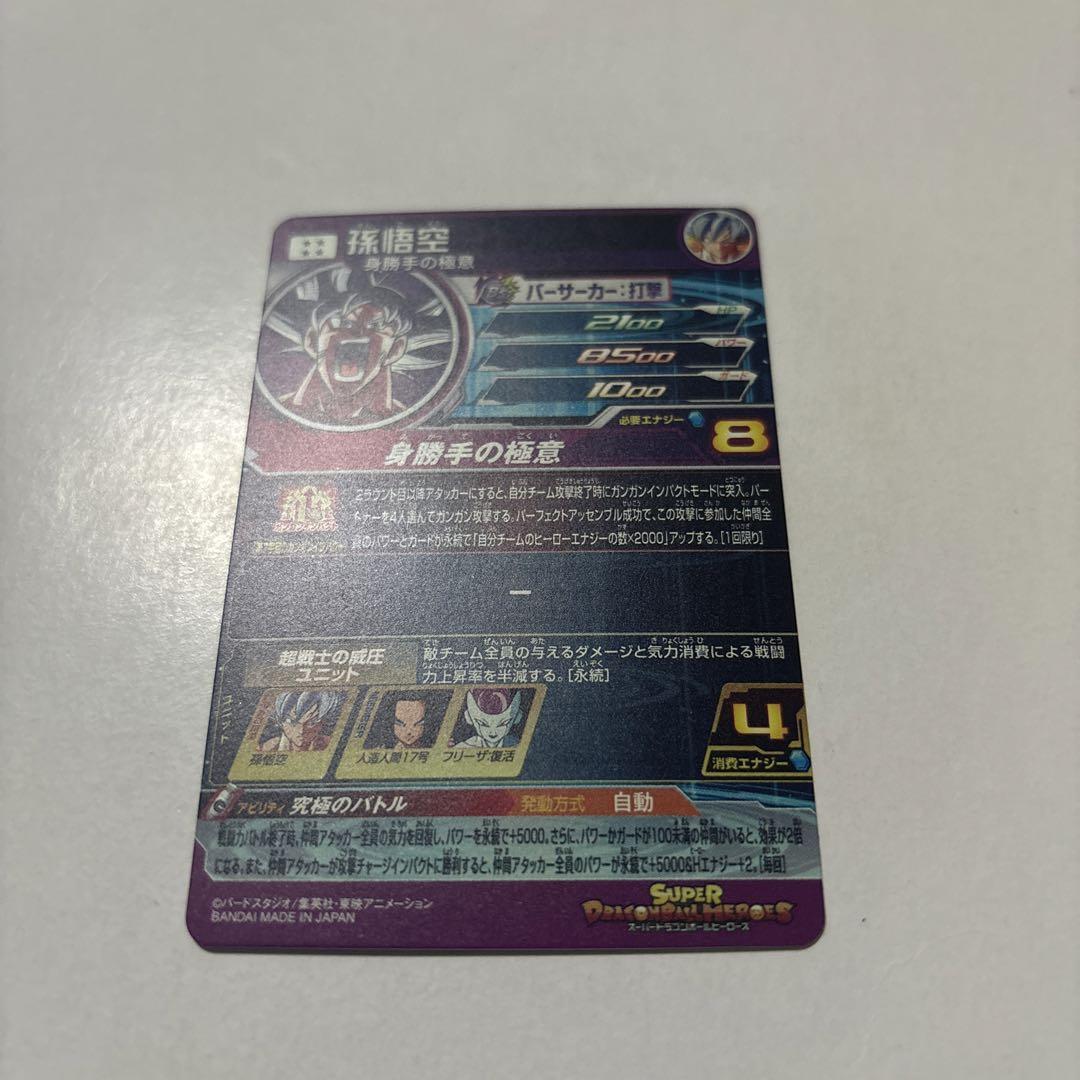 孫悟空
身勝手の極意
バーサーカー:打撃
HP
2100
パワー
8500
ガード
1000
必要エナジー
8
身勝手の極意
2ラウンド目以降アタッカーにすると、自分チーム攻撃終了時にガンガンインパクトモードに突入。パー
トナーを4人選んでガンガン攻撃する。パーフェクトアッセンブル成功で、この攻撃に参加した仲間全
員のパワーとガードが永続で「自分チームのヒーローエナジーの数×2000」アップする。[1回限り]
ー
超戦士の威圧
ユニット
敵チーム全員の与えるダメージと気力消費による戦闘
力上昇率を半減する。[永続]
孫悟空
人造人間17号
フリーザ:復活
4
消費エナジー
アビリティ 究極のバトル
発動方式 自動
戦闘力バトル終了時、仲間アタッカー全員の気力を回復し、パワーを永続で+5000。さらに、パワーかガードが100未満の仲間がいると、効果が2倍
になる。また、仲間アタッカーが攻撃チャージインパクトに勝利すると、仲間アタッカー全員のパワーが永続で+5000&Hエナジー+2。[毎回]
©バードスタジオ/集英社・東映アニメーション
BANDAI MADE IN JAPAN
SUPER
DRAGONBALL HEROES
スーパードラゴンボールヒーローズ